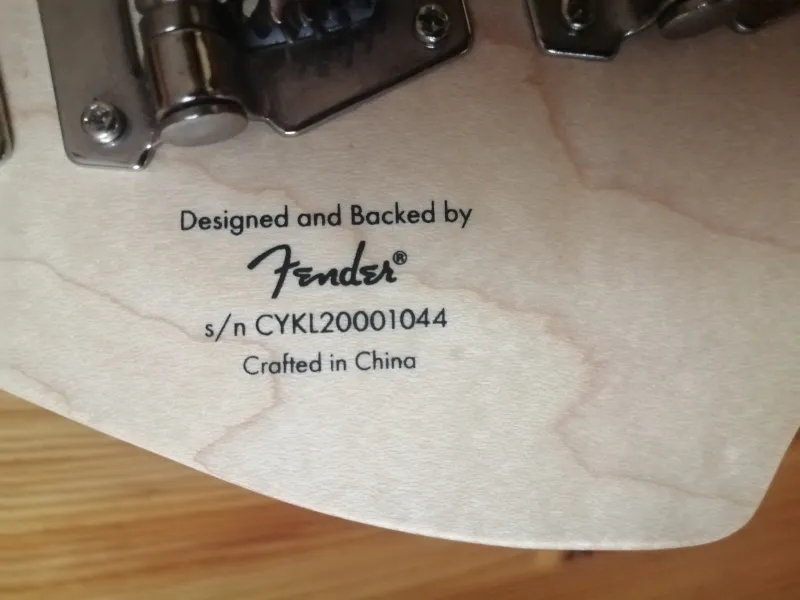 Designed and Backed by
Fender®
s/n CYKL20001044
Crafted in China